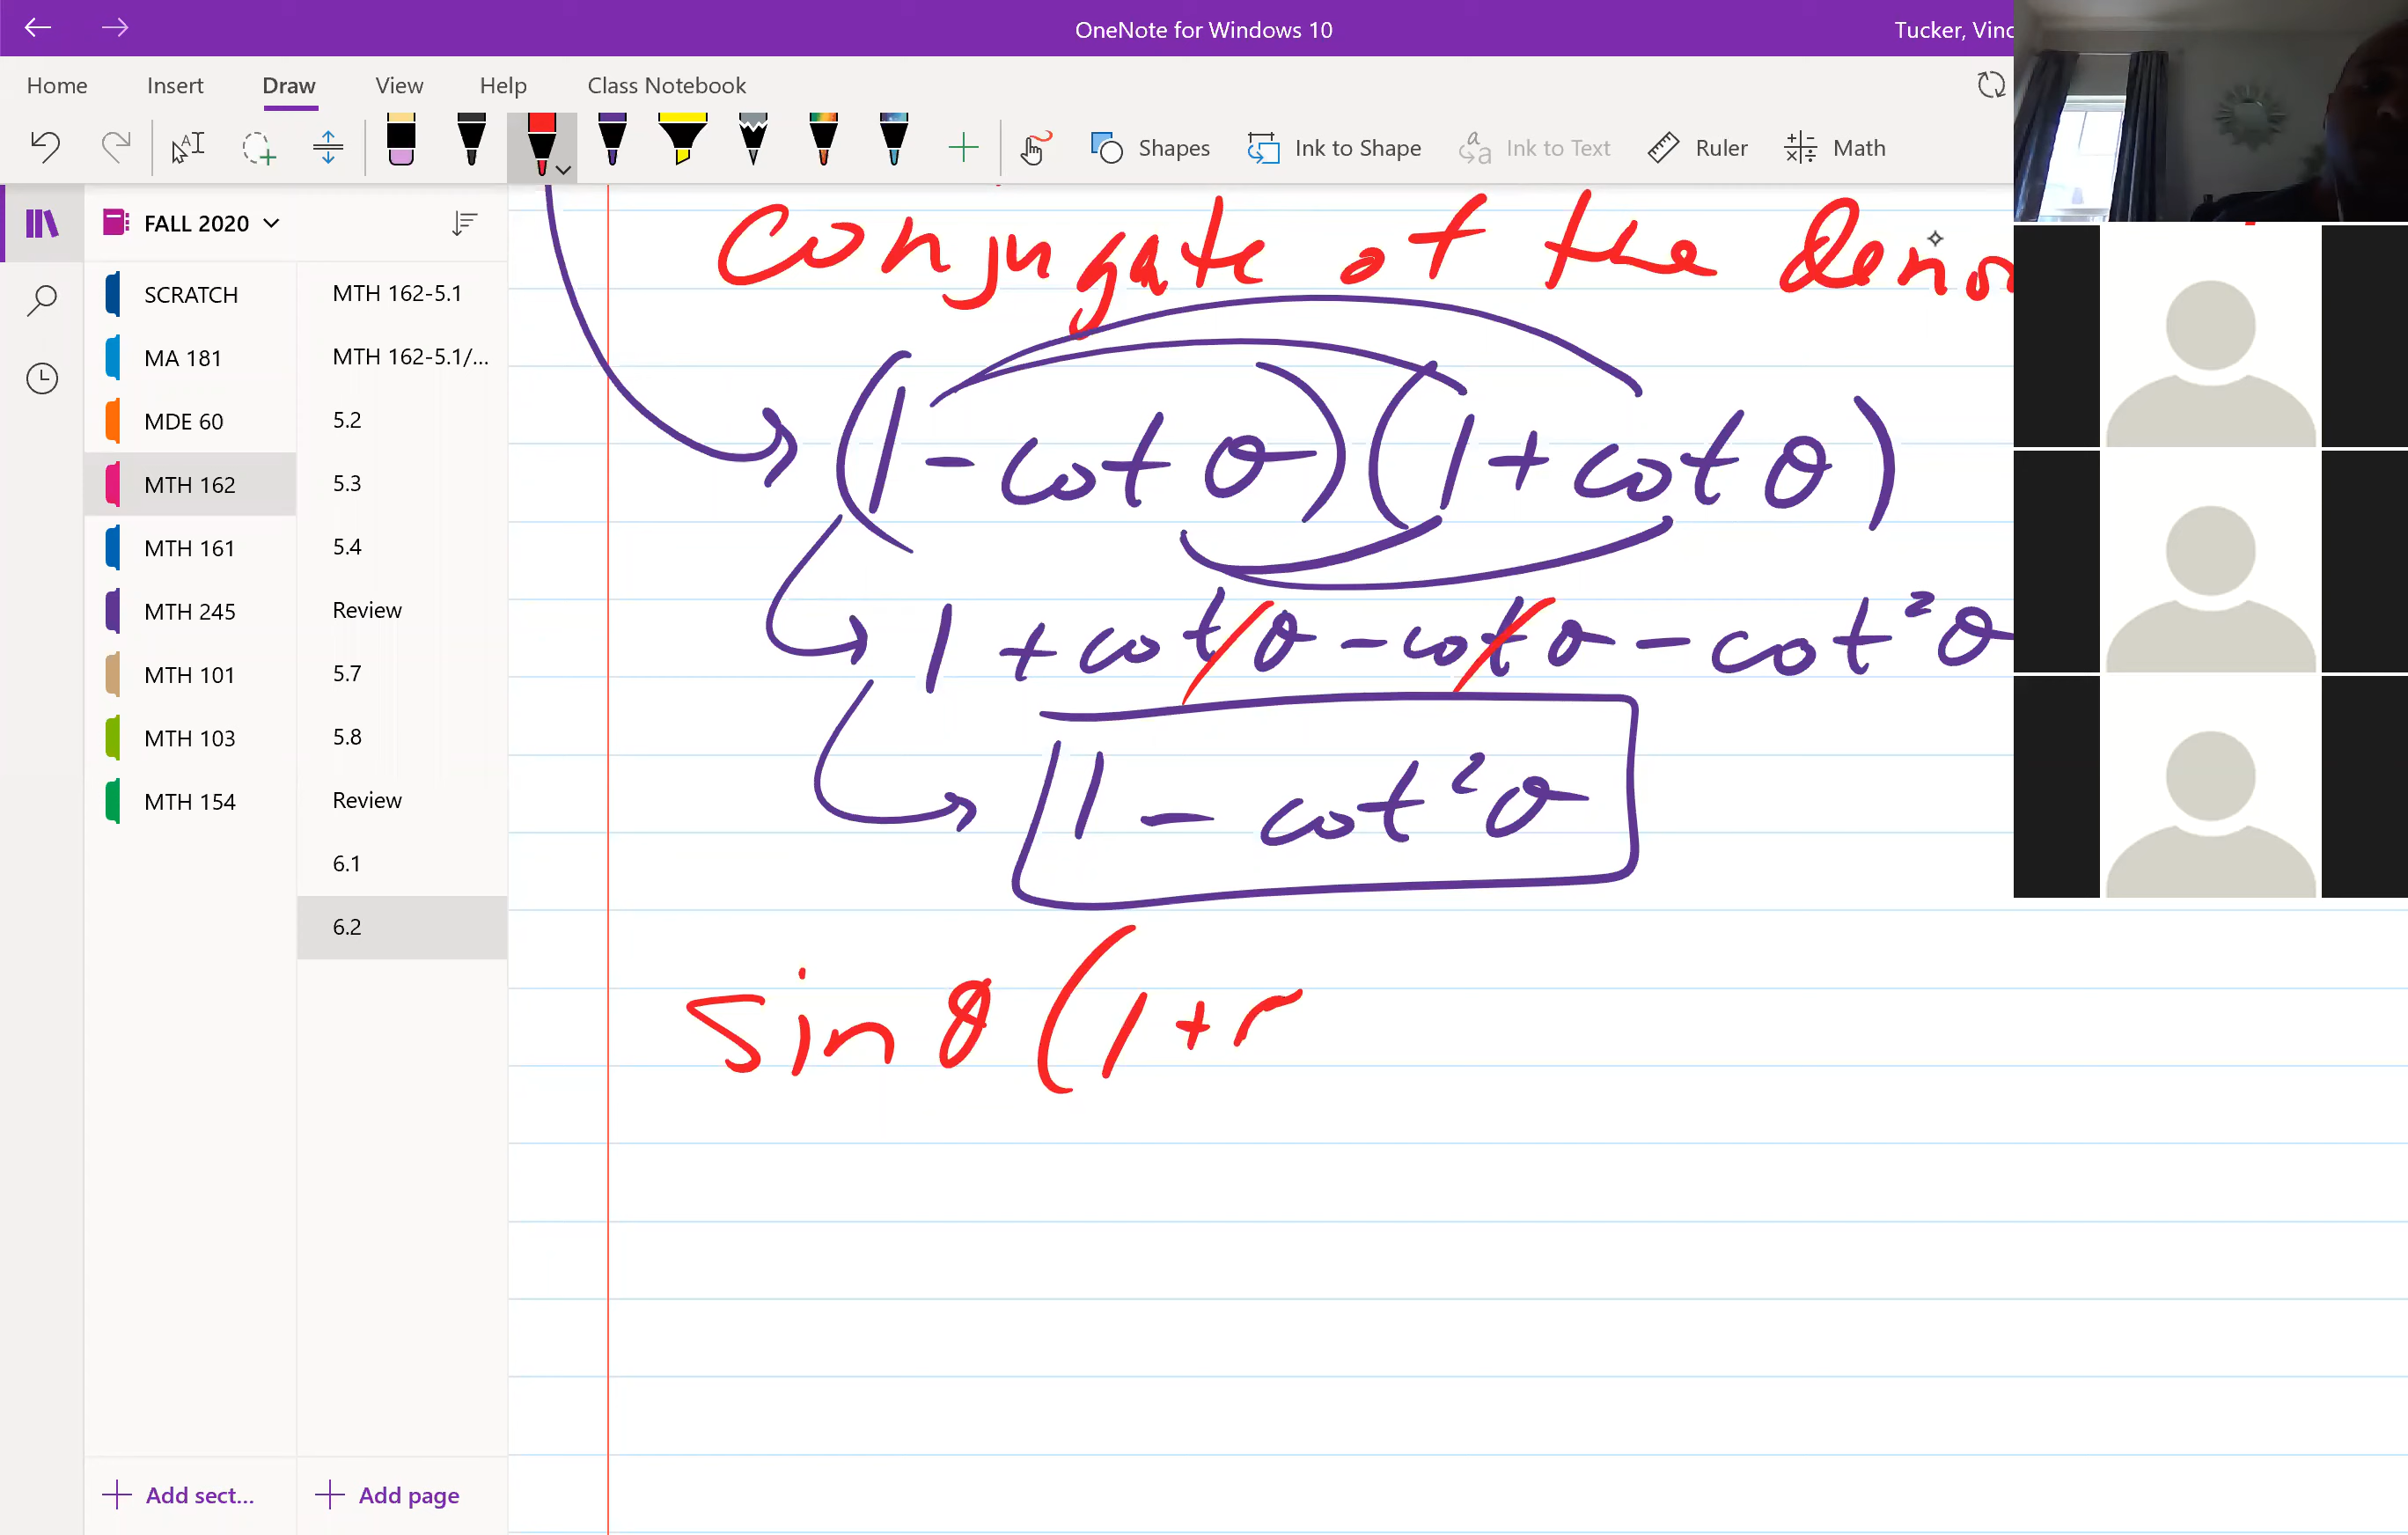 OneNote for Windows 10
Tucker, Vinc
Home Insert Draw View Help Class Notebook
Shapes Ink to Shape Ink to Text Ruler Math
FALL 2020
SCRATCH
MA 181
MDE 60
MTH 162
MTH 161
MTH 245
MTH 101
MTH 103
MTH 154
Add sect...
MTH 162-5.1
MTH 162-5.1/...
5.2
5.3
5.4
Review
5.7
5.8
Review
6.1
6.2
Add page
Conjugate of the deno
(1 - cot θ)(1 + cot θ)
1 + cot θ - cot θ - cot²θ
1 - cot²θ
sin θ (1 +